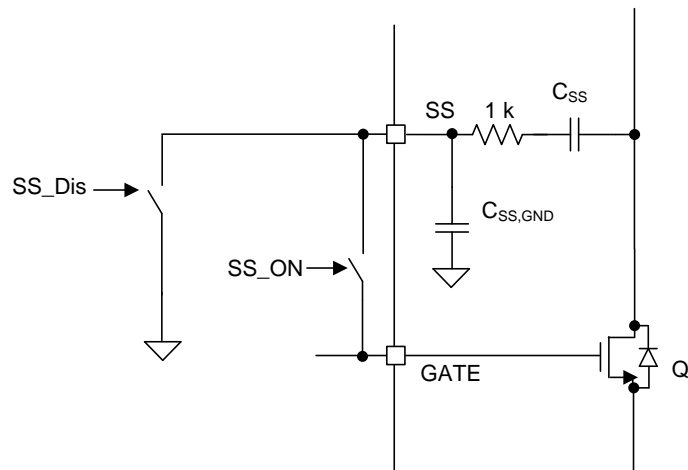 C_SS
SS 1 k
SS_Dis
C_SS,GND
SS_ON
GATE
Q